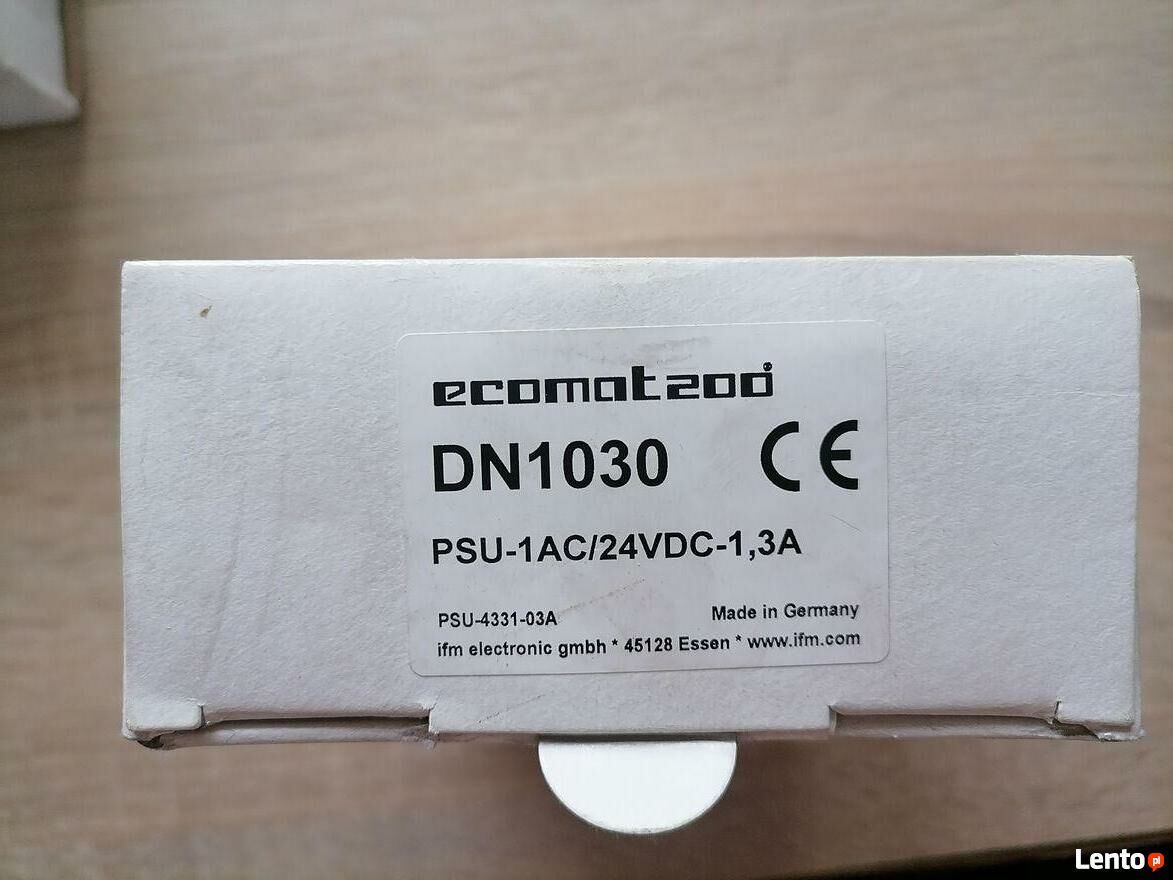 ecomat200
DN1030 CE
PSU-1AC/24VDC-1,3A
PSU-4331-03A Made in Germany
ifm electronic gmbh * 45128 Essen * www.ifm.com
Lento pl